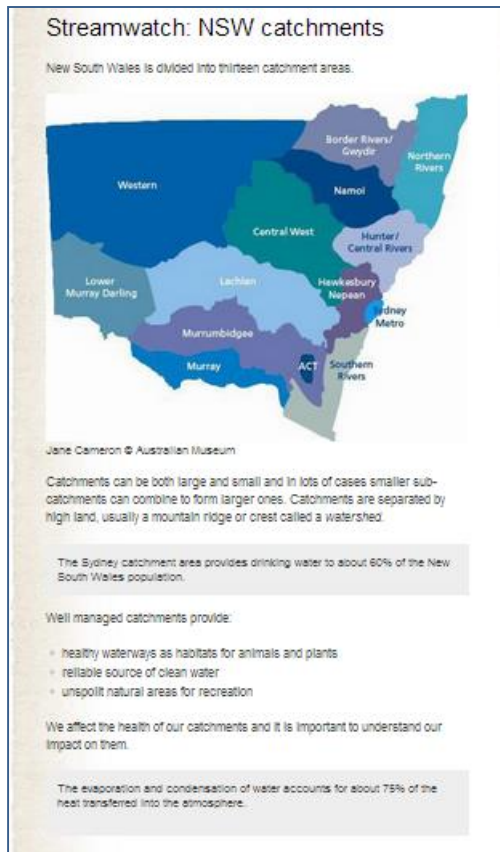 Streamwatch: NSW catchments
New South Wales is divided into thirteen catchment areas.
Border Rivers/
Gwydir
Northern
Rivers
Western
Namoi
Central West
Hunter/
Central Rivers
Lower
Murray Darling
Lachlan
Hawkesbury
Nepean
Sydney
Metro
Murrumbidgee
Murray
ACT
Southern
Rivers
Jane Cameron © Australian Museum
Catchments can be both large and small and in lots of cases smaller sub-
catchments can combine to form larger ones. Catchments are separated by
high land, usually a mountain ridge or crest called a watershed.
The Sydney catchment area provides drinking water to about 60% of the New
South Wales population.
Well managed catchments provide:
healthy waterways as habitats for animals and plants
reliable source of clean water
unspoilt natural areas for recreation
We affect the health of our catchments and it is important to understand our
impact on them.
The evaporation and condensation of water accounts for about 75% of the
heat transferred into the atmosphere.